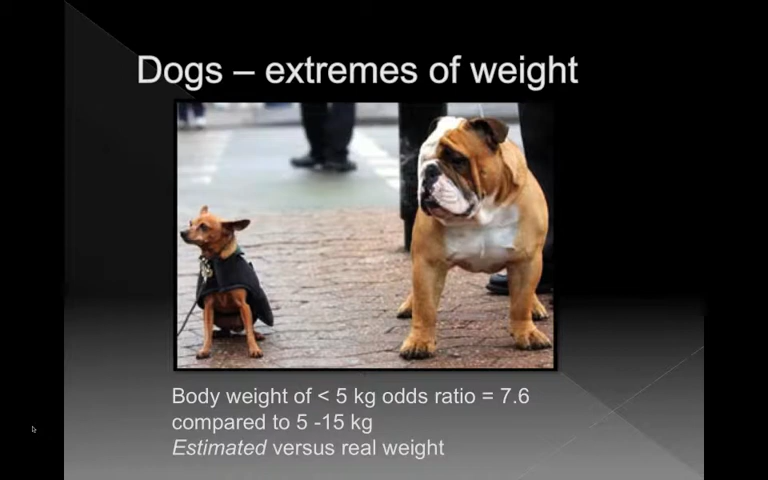 Dogs – extremes of weight
Body weight of < 5 kg odds ratio = 7.6
compared to 5 -15 kg
Estimated versus real weight